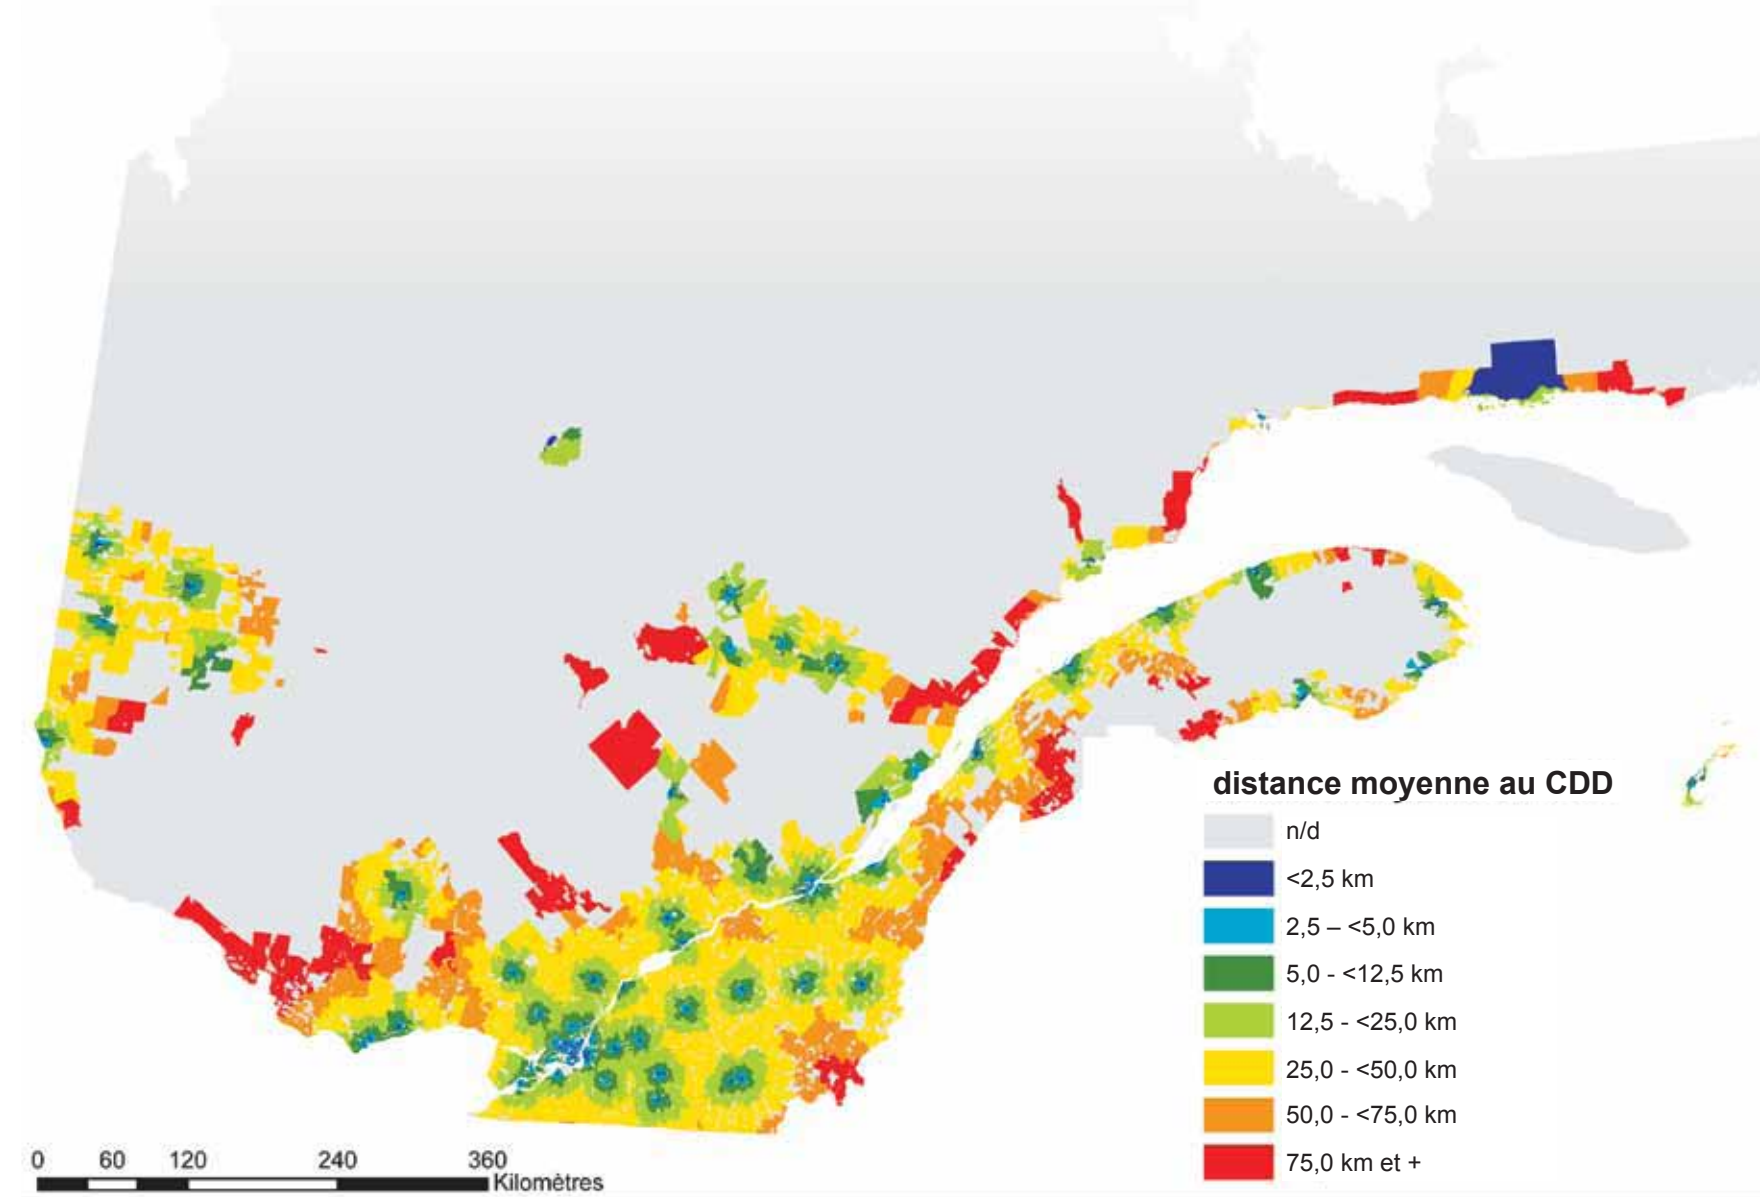 distance moyenne au CDD
n/d
<2,5 km
2,5 – <5,0 km
5,0 - <12,5 km
12,5 - <25,0 km
25,0 - <50,0 km
50,0 - <75,0 km
75,0 km et +
0 60 120 240 360
Kilomètres